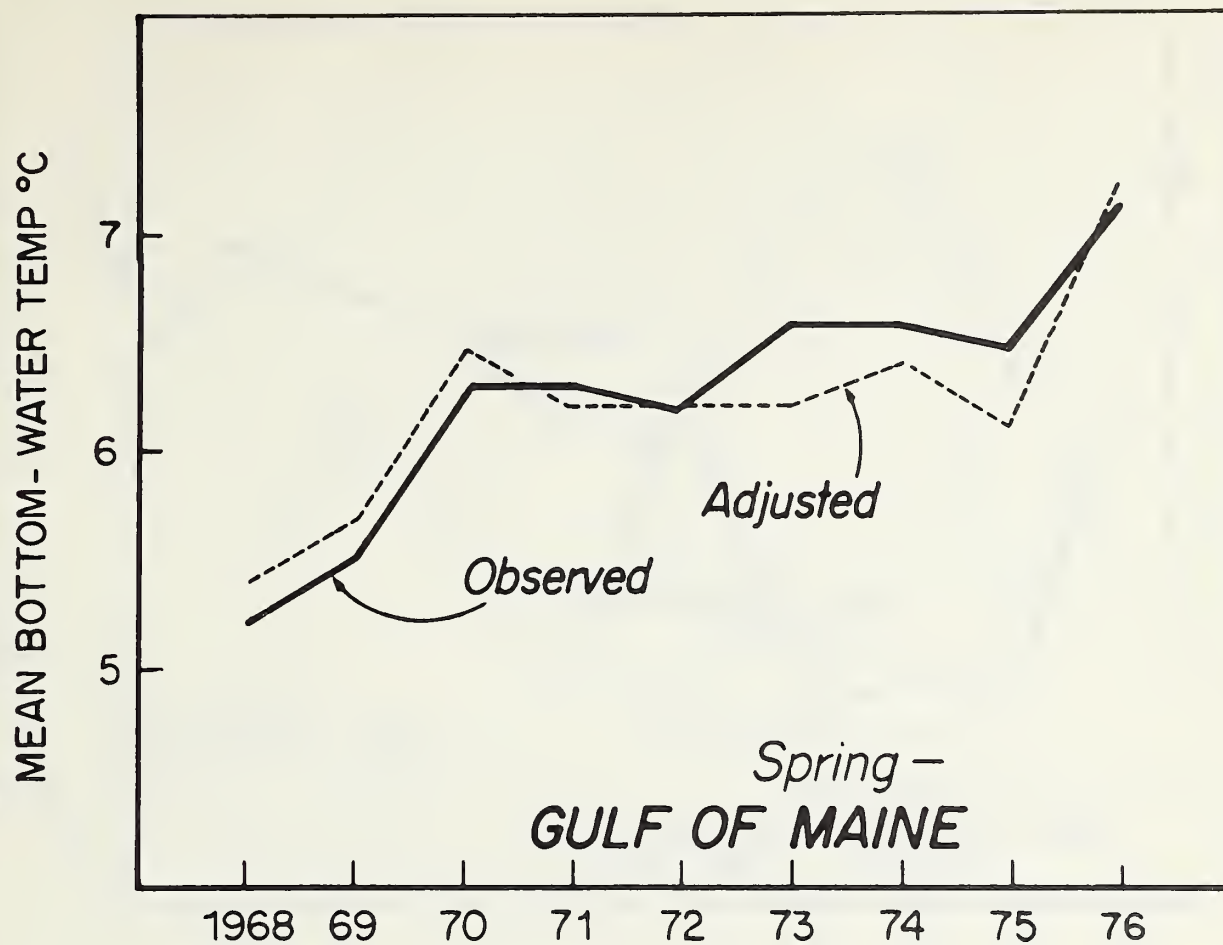 MEAN BOTTOM-WATER TEMP °C
7
6
5
Adjusted
Observed
Spring –
GULF OF MAINE
1968 69 70 71 72 73 74 75 76